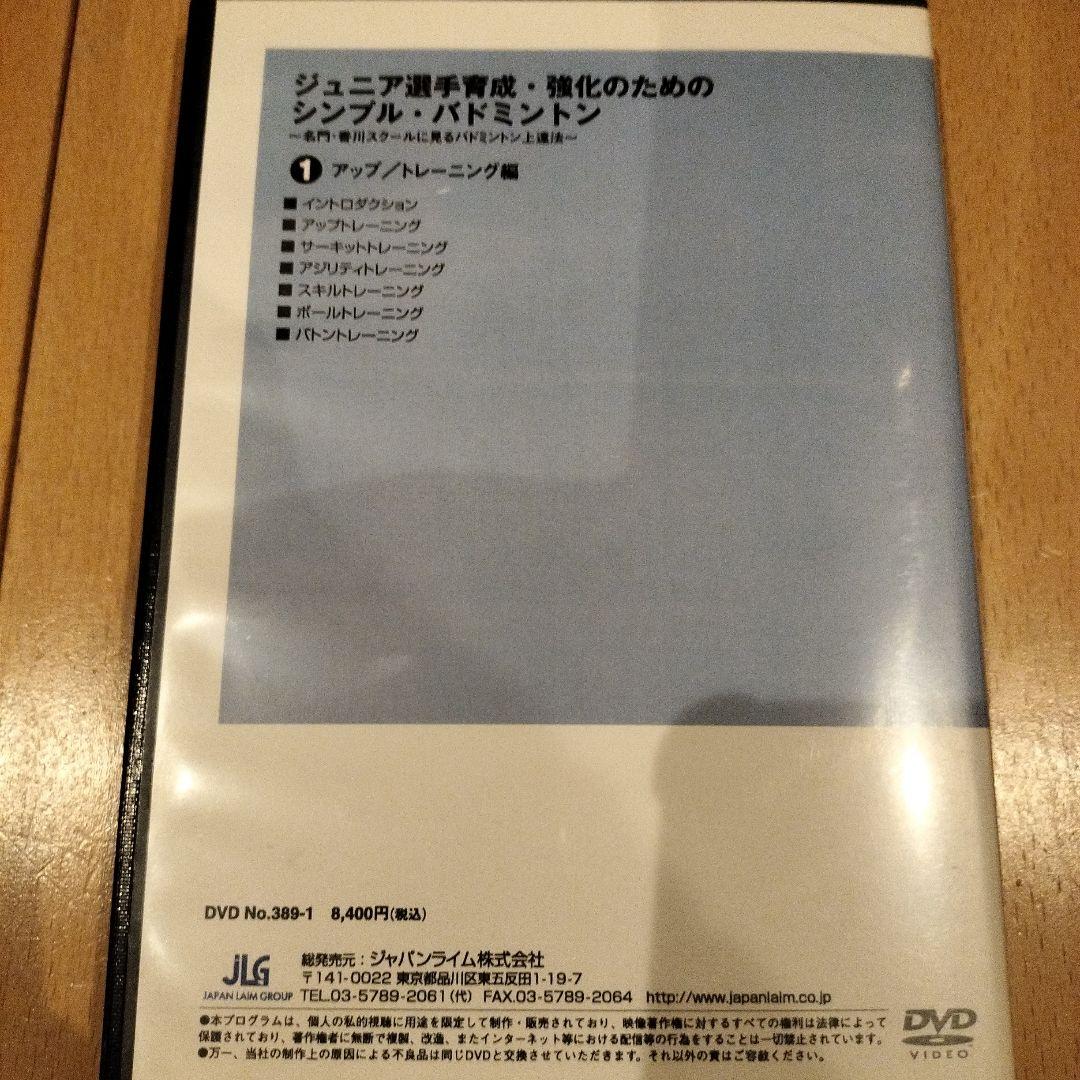 ジュニア選手育成・強化のための
シンプル・バドミントン
～名門・香川スクールに見るバドミントン上達法～
❶ アップ／トレーニング編
■ イントロダクション
■ アップトレーニング
■ サーキットトレーニング
■ アジリティトレーニング
■ スキルトレーニング
■ ボールトレーニング
■ バトントレーニング
DVD No.389-1 8,400円(税込)
JLG
JAPAN LAIM GROUP
総発売元：ジャパンライム株式会社
〒141-0022 東京都品川区東五反田1-19-7
TEL.03-5789-2061(代) FAX.03-5789-2064 http://www.japanlaim.co.jp
●本プログラムは、個人の私的視聴に用途を限定して制作・販売されており、映像著作権に対するすべての権利は法律によって
保護されており、著作権者に無断で複製、改造、またインターネット等における配信等の行為をすることは一切禁止されています。
●万一、当社の制作上の原因による不良品は同じDVDと交換させていただきます。それ以外の責はご容赦ください。
DVD
VIDEO